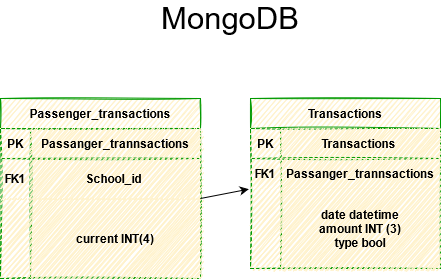 MongoDB
Passenger_transactions
PK Passanger_trannsactions
FK1 School_id
current INT(4)
Transactions
PK Transactions
FK1 Passanger_trannsactions
date datetime
amount INT (3)
type bool